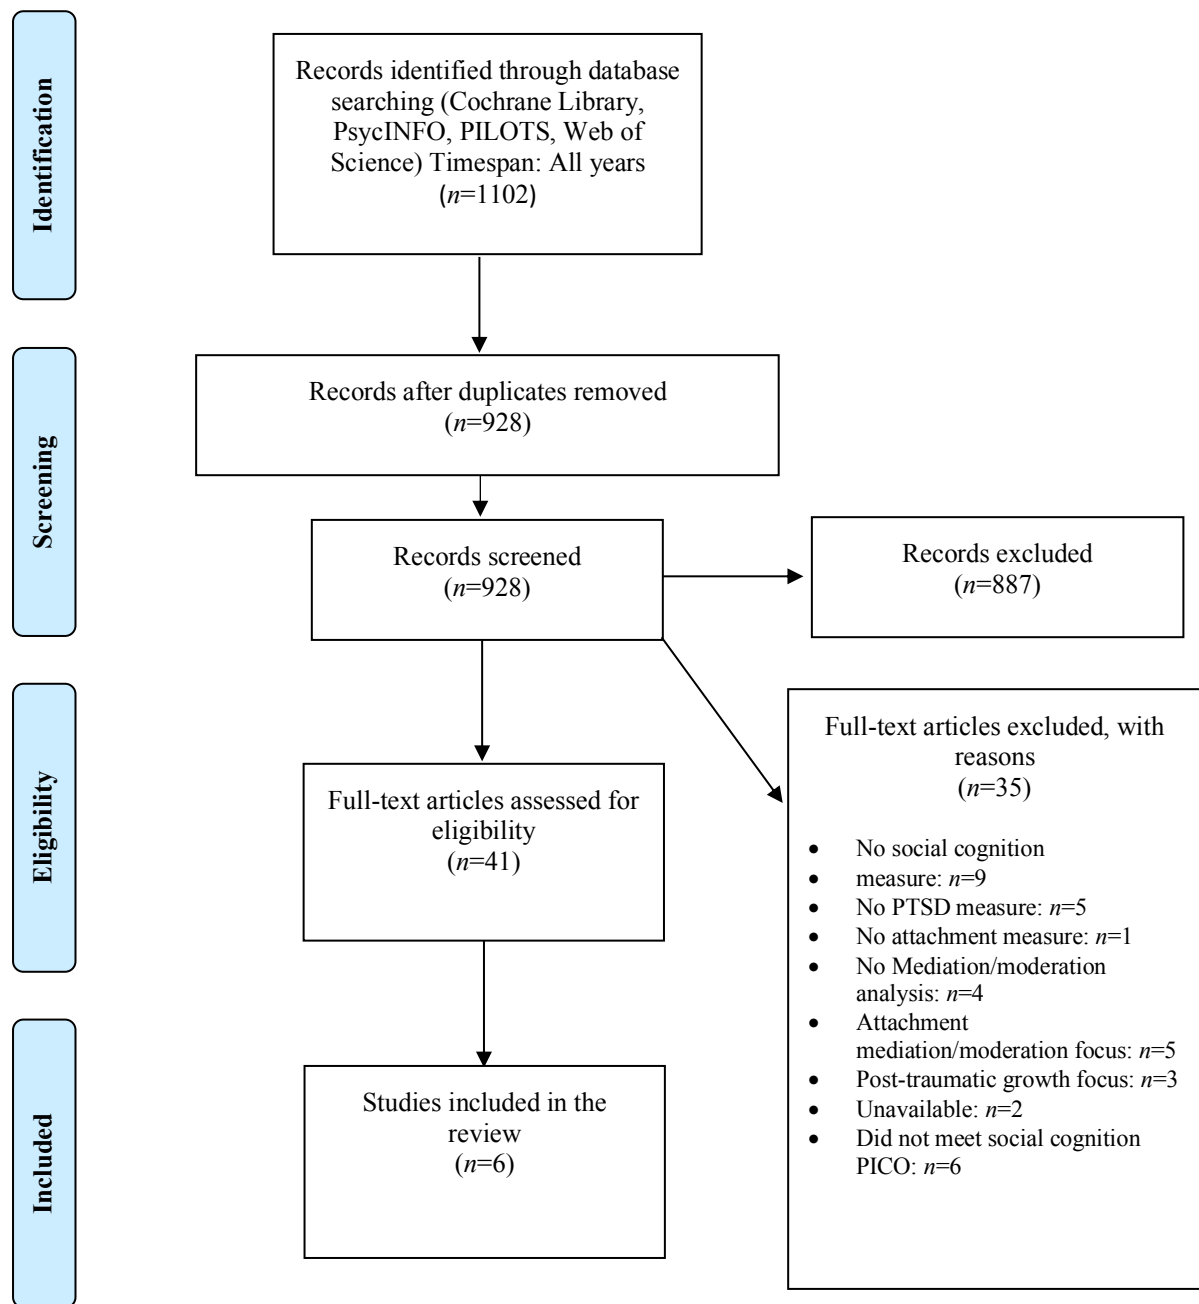 Identification
Records identified through database
searching (Cochrane Library,
PsycINFO, PILOTS, Web of
Science) Timespan: All years
(n=1102)
Screening
Records after duplicates removed
(n=928)
Records screened
(n=928)
Records excluded
(n=887)
Eligibility
Full-text articles assessed for
eligibility
(n=41)
Full-text articles excluded, with
reasons
(n=35)
• No social cognition
• measure: n=9
• No PTSD measure: n=5
• No attachment measure: n=1
• No Mediation/moderation
analysis: n=4
• Attachment
mediation/moderation focus: n=5
• Post-traumatic growth focus: n=3
• Unavailable: n=2
• Did not meet social cognition
PICO: n=6
Included
Studies included in the
review
(n=6)